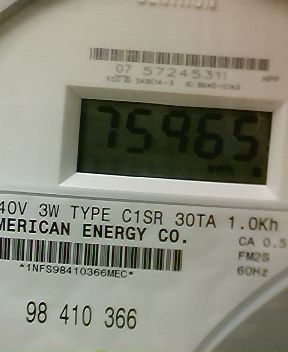 07 57245311
75965
kWh
40V 3W TYPE C1SR 30TA 1.0Kh
MERICAN ENERGY CO.
CA 0.5
FM2S
60Hz
*1NFS98410366MEC*
98 410 366